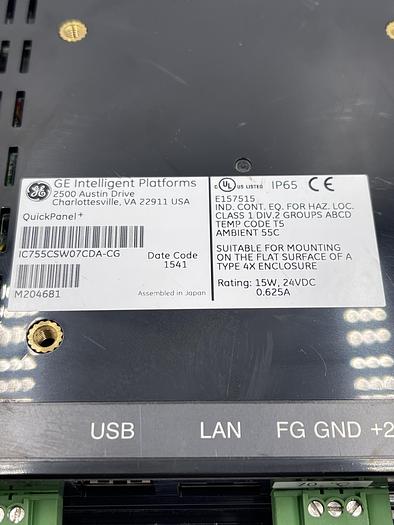 GE Intelligent Platforms
2500 Austin Drive
Charlottesville, VA 22911 USA
QuickPanel+
IC755CSW07CDA-CG
Date Code
1541
M204681
Assembled in Japan
C UL US LISTED IP65 CE
E157515
IND. CONT. EQ. FOR HAZ. LOC.
CLASS 1 DIV.2 GROUPS ABCD
TEMP CODE T5
AMBIENT 55C
SUITABLE FOR MOUNTING
ON THE FLAT SURFACE OF A
TYPE 4X ENCLOSURE
Rating: 15W, 24VDC
0.625A
USB LAN FG GND +2